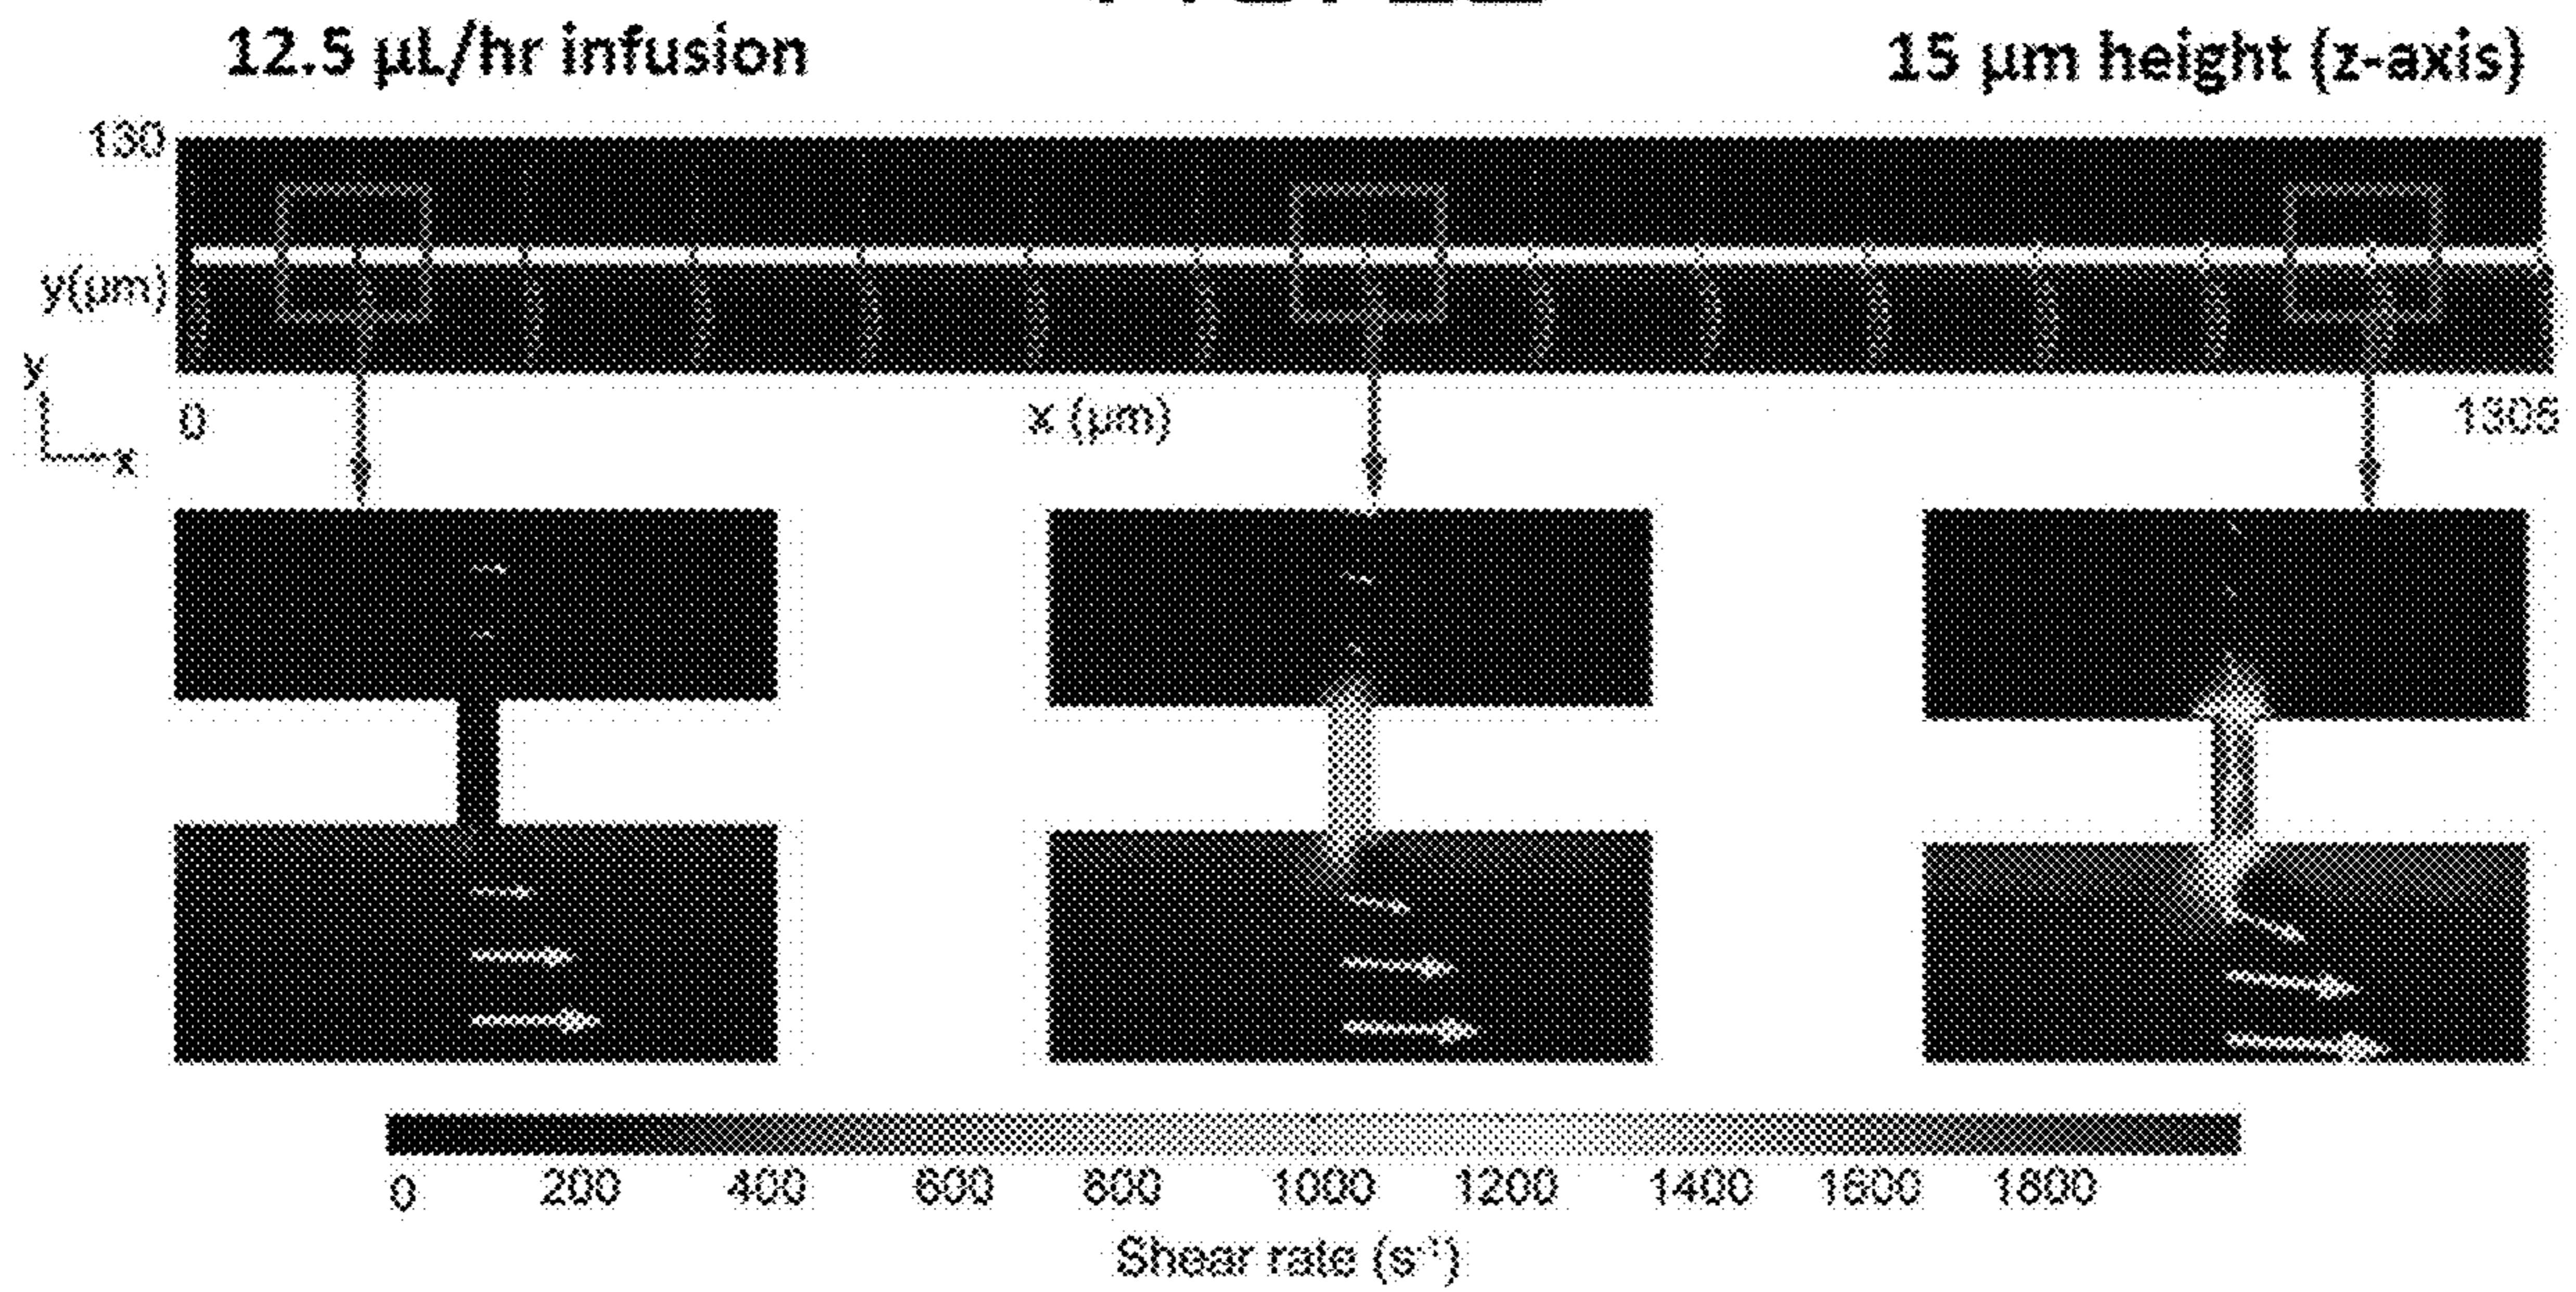 12.5 µL/hr infusion
15 µm height (z-axis)
130
y(µm)
y
x
0
x (µm)
1305
0 200 400 600 800 1000 1200 1400 1600 1800
Shear rate (s⁻¹)